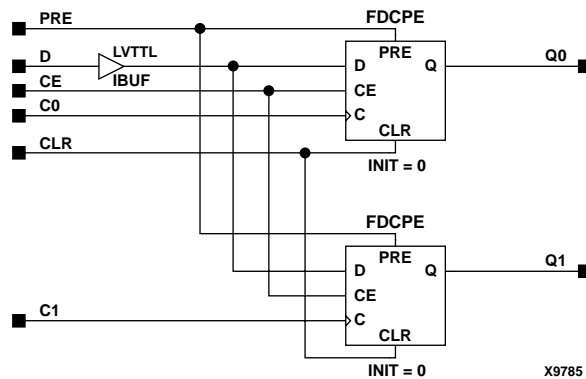 PRE
FDCPE
D
LVTTL
PRE
Q0
IBUF
D
Q
CE
CE
C0
C
CLR
CLR
INIT = 0
FDCPE
PRE
Q1
D
Q
CE
C1
C
CLR
INIT = 0
X9785